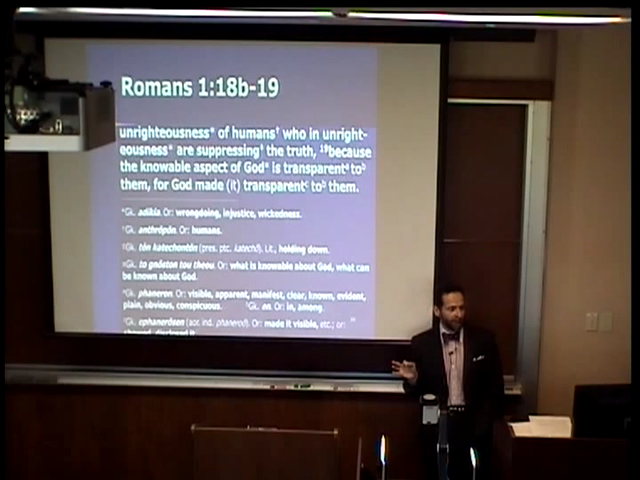 Romans 1:18b-19
unrighteousness* of humans† who in unright-
eousness* are suppressing‡ the truth, ¹⁹because
the knowable aspect of God is transparent to
them, for God made (it) transparent to them.
*Gk. adikia. Or: wrongdoing, injustice, wickedness.
†Gk. anthrōpōn. Or: humans.
Gk. tōn katechontōn (pres. ptc. katechō). Lit., holding down.
Gk. to gnōston tou theou. Or: what is knowable about God, what can
be known about God.
Gk. phaneron. Or: visible, apparent, manifest, clear, known, evident,
plain, obvious, conspicuous. Gk. en. Or: in, among.
Gk. ephanerōsen (aor. ind. phaneroō). Or: made it visible, etc.; or: